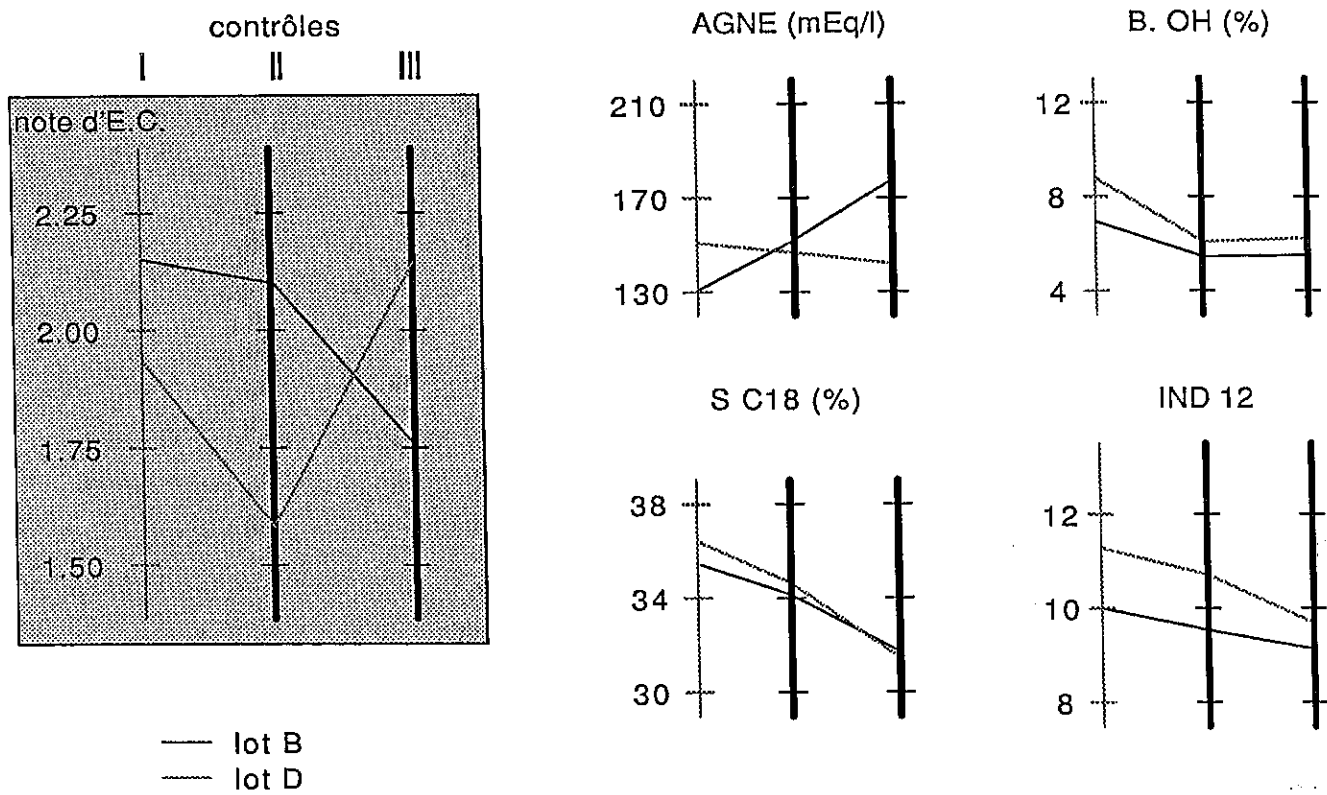 contrôles
I II III
note d'E.C.
2.25
2.00
1.75
1.50
lot B
lot D
AGNE (mEq/l)
210
170
130
B. OH (%)
12
8
4
S C18 (%)
38
34
30
IND 12
12
10
8